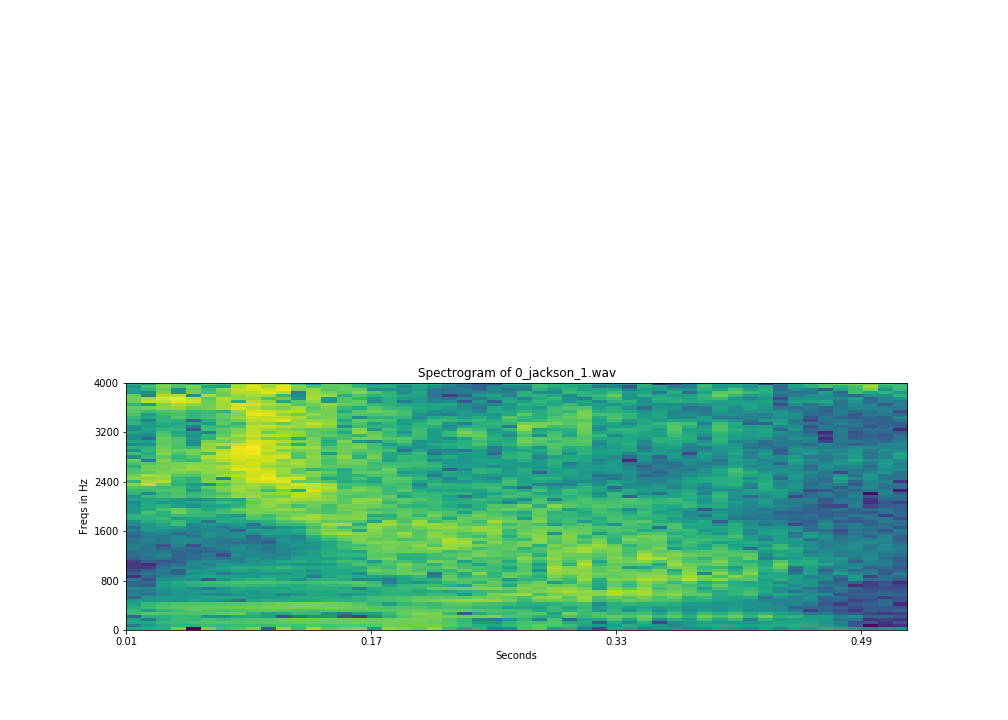 Spectrogram of 0_jackson_1.wav
4000
3200
2400
1600
800
0
Freqs in Hz
0.01 0.17 0.33 0.49
Seconds